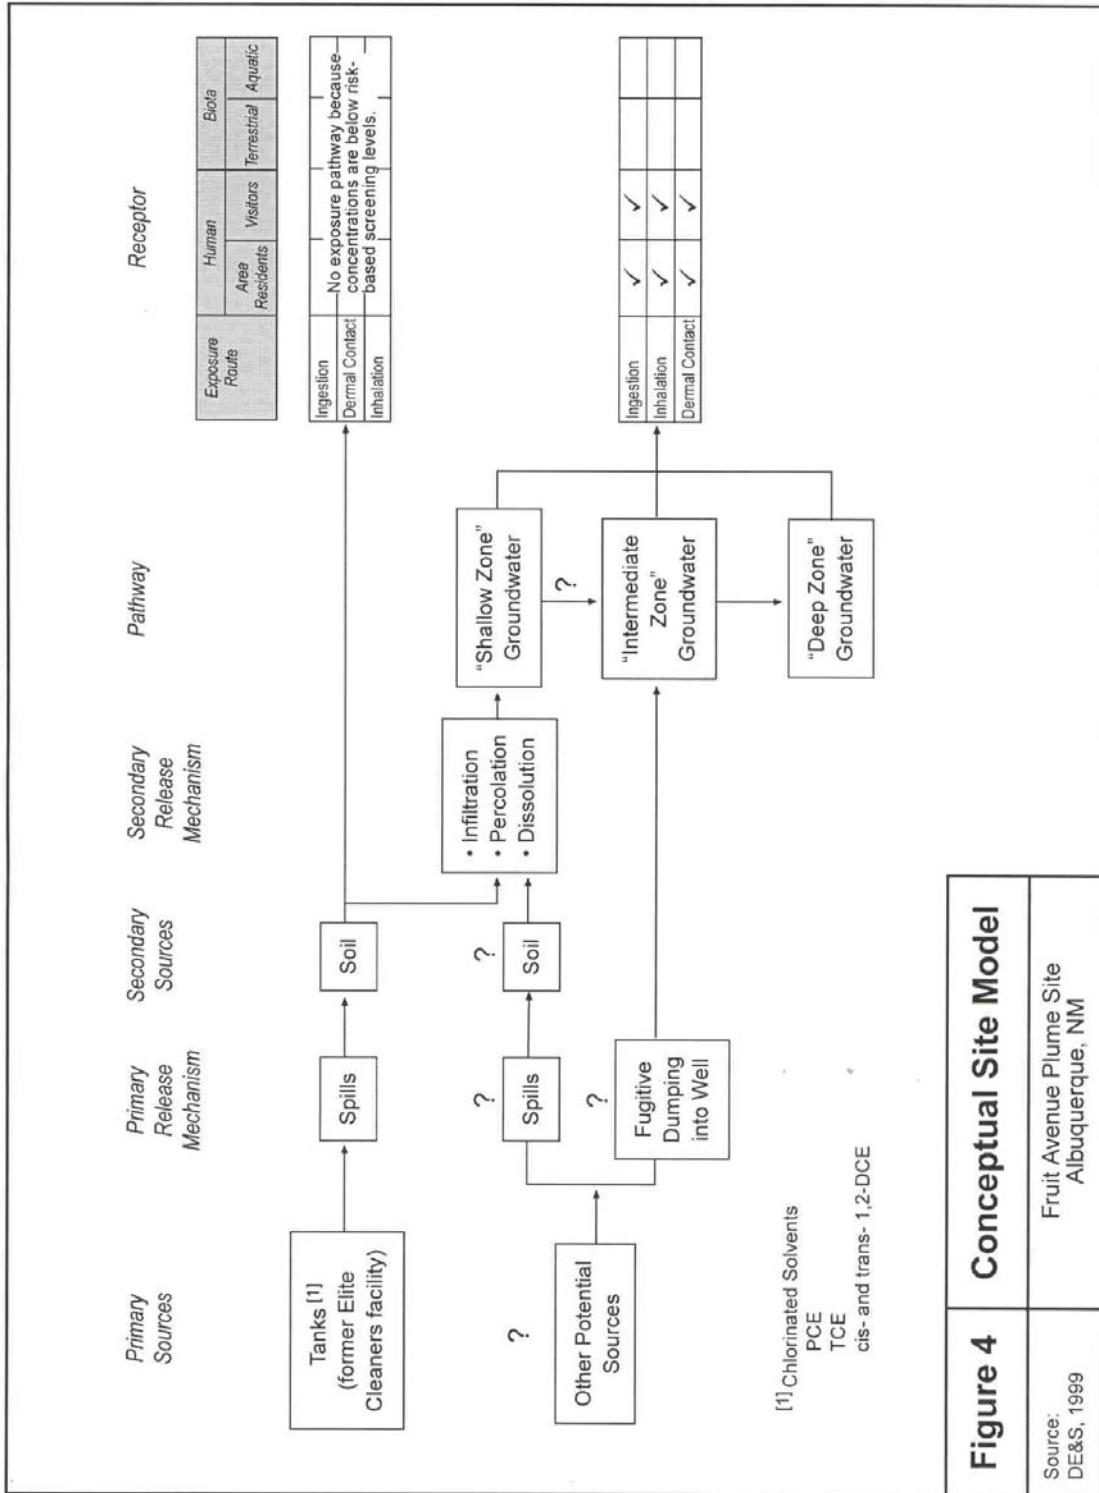 Primary
Sources
Primary
Release
Mechanism
Secondary
Sources
Secondary
Release
Mechanism
Pathway
Receptor
Exposure
Route
Human
Biota
Area
Residents
Visitors
Terrestrial
Aquatic
Tanks [1]
(former Elite
Cleaners facility)
Spills
Soil
Ingestion
Dermal Contact
Inhalation
No exposure pathway because
concentrations are below risk-
based screening levels.
?
Other Potential
Sources
?
Spills
?
Soil
• Infiltration
• Percolation
• Dissolution
"Shallow Zone"
Groundwater
?
?
Fugitive
Dumping
into Well
"Intermediate
Zone"
Groundwater
"Deep Zone"
Groundwater
Ingestion ✓ ✓
Inhalation ✓ ✓
Dermal Contact ✓ ✓
[1] Chlorinated Solvents
PCE
TCE
cis- and trans- 1,2-DCE
Figure 4
Conceptual Site Model
Source:
DE&S, 1999
Fruit Avenue Plume Site
Albuquerque, NM